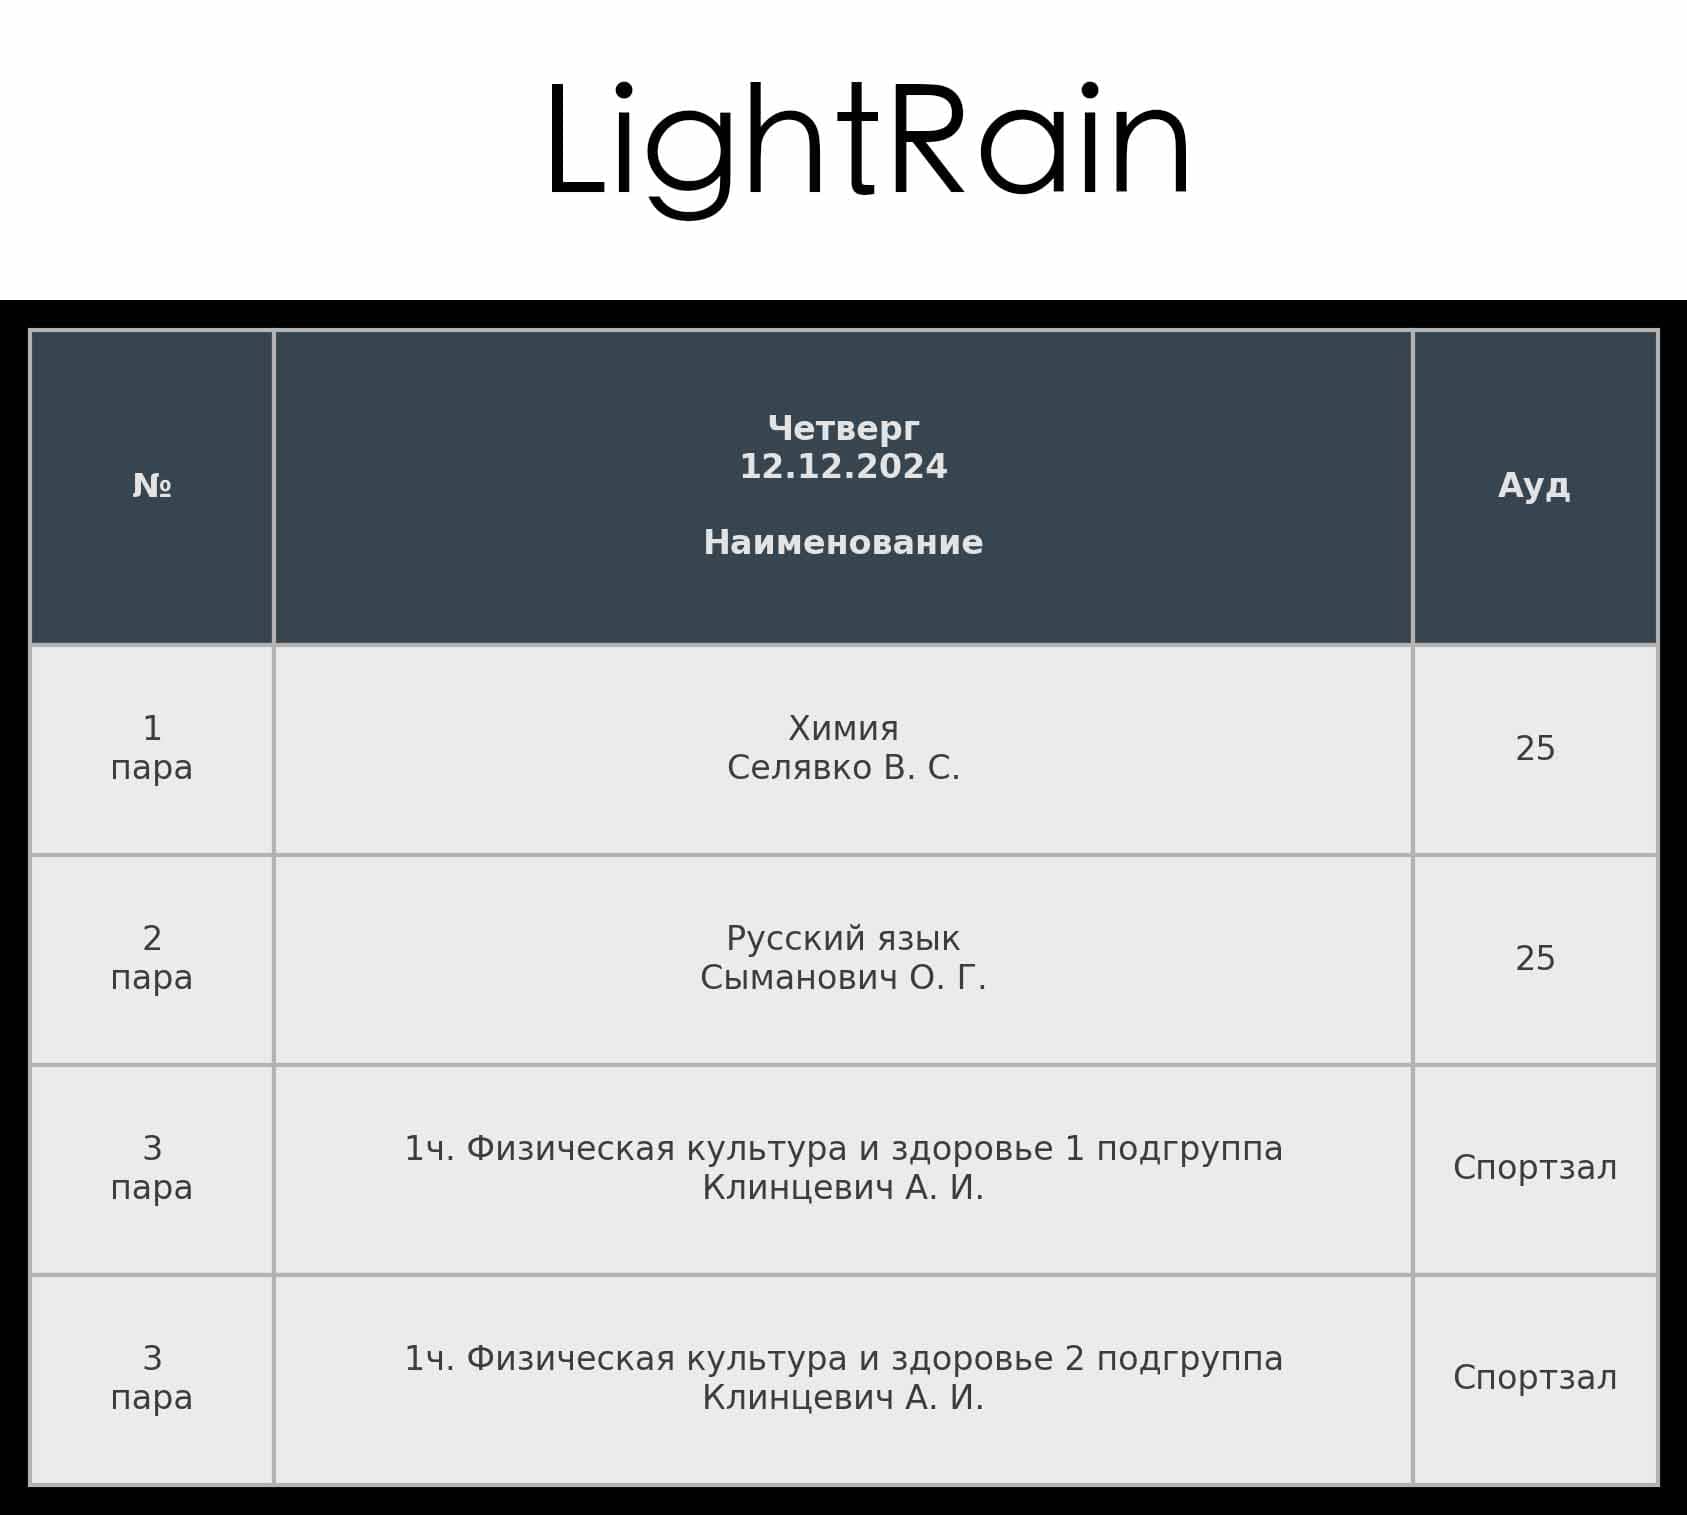 LightRain
№
Четверг
12.12.2024
Наименование
Ауд
1
пара
Химия
Селявко В. С.
25
2
пара
Русский язык
Сыманович О. Г.
25
3
пара
1ч. Физическая культура и здоровье 1 подгруппа
Клинцевич А. И.
Спортзал
3
пара
1ч. Физическая культура и здоровье 2 подгруппа
Клинцевич А. И.
Спортзал